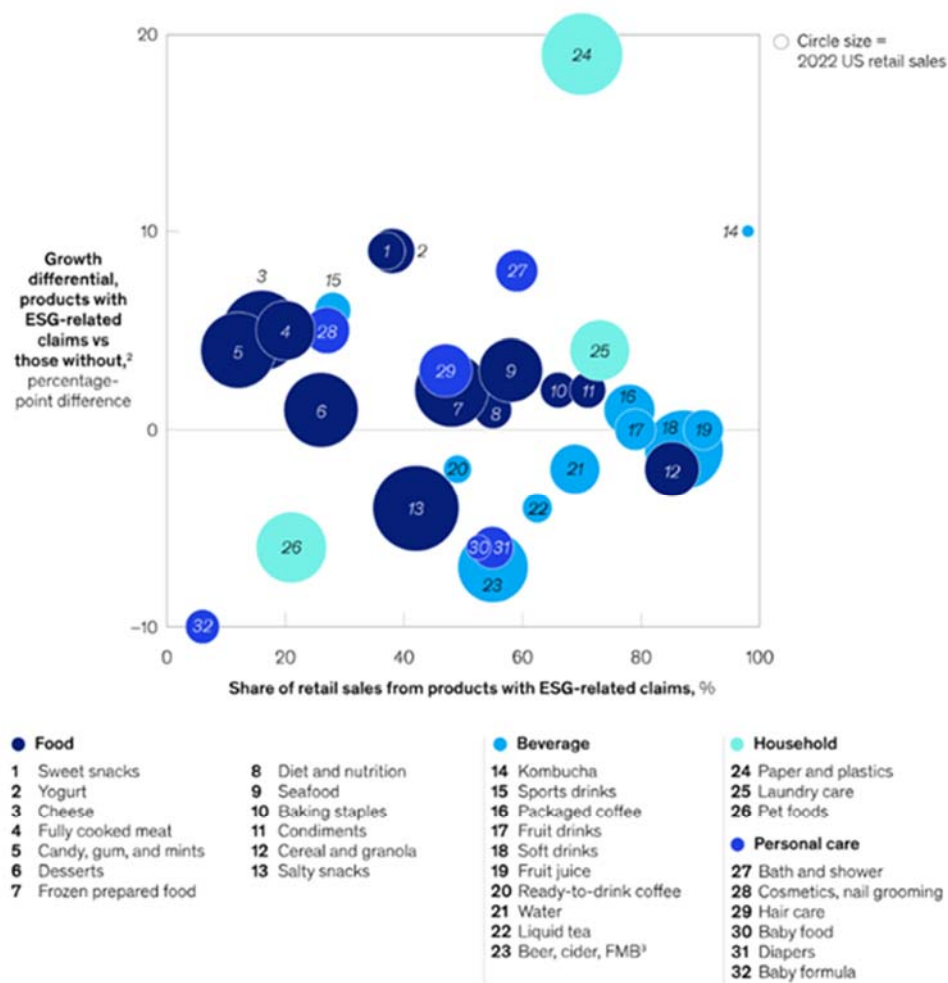 20
10
0
−10
0
20
40
60
80
100
Growth
differential,
products with
ESG-related
claims vs
those without,²
percentage-
point difference
Share of retail sales from products with ESG-related claims, %
Circle size =
2022 US retail sales
24
14
1
2
27
3
15
4
28
5
25
29
9
6
7
8
10
11
16
17
18
19
20
21
12
13
22
26
30
31
23
32
Food
1 Sweet snacks
2 Yogurt
3 Cheese
4 Fully cooked meat
5 Candy, gum, and mints
6 Desserts
7 Frozen prepared food
8 Diet and nutrition
9 Seafood
10 Baking staples
11 Condiments
12 Cereal and granola
13 Salty snacks
Beverage
14 Kombucha
15 Sports drinks
16 Packaged coffee
17 Fruit drinks
18 Soft drinks
19 Fruit juice
20 Ready-to-drink coffee
21 Water
22 Liquid tea
23 Beer, cider, FMB³
Household
24 Paper and plastics
25 Laundry care
26 Pet foods
Personal care
27 Bath and shower
28 Cosmetics, nail grooming
29 Hair care
30 Baby food
31 Diapers
32 Baby formula